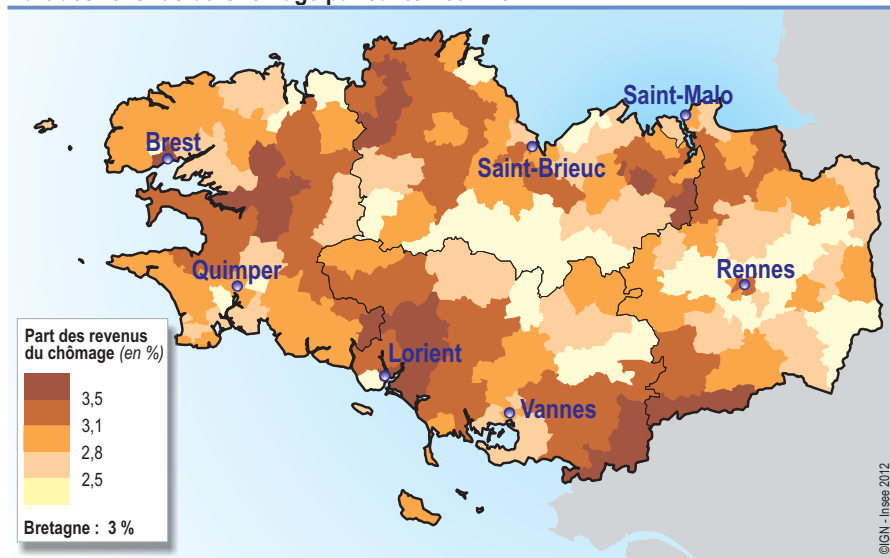 Saint-Malo
Brest
Saint-Brieuc
Quimper
Rennes
Lorient
Vannes
Part des revenus
du chômage (en %)
3,5
3,1
2,8
2,5
Bretagne : 3 %
©IGN - Insee 2012